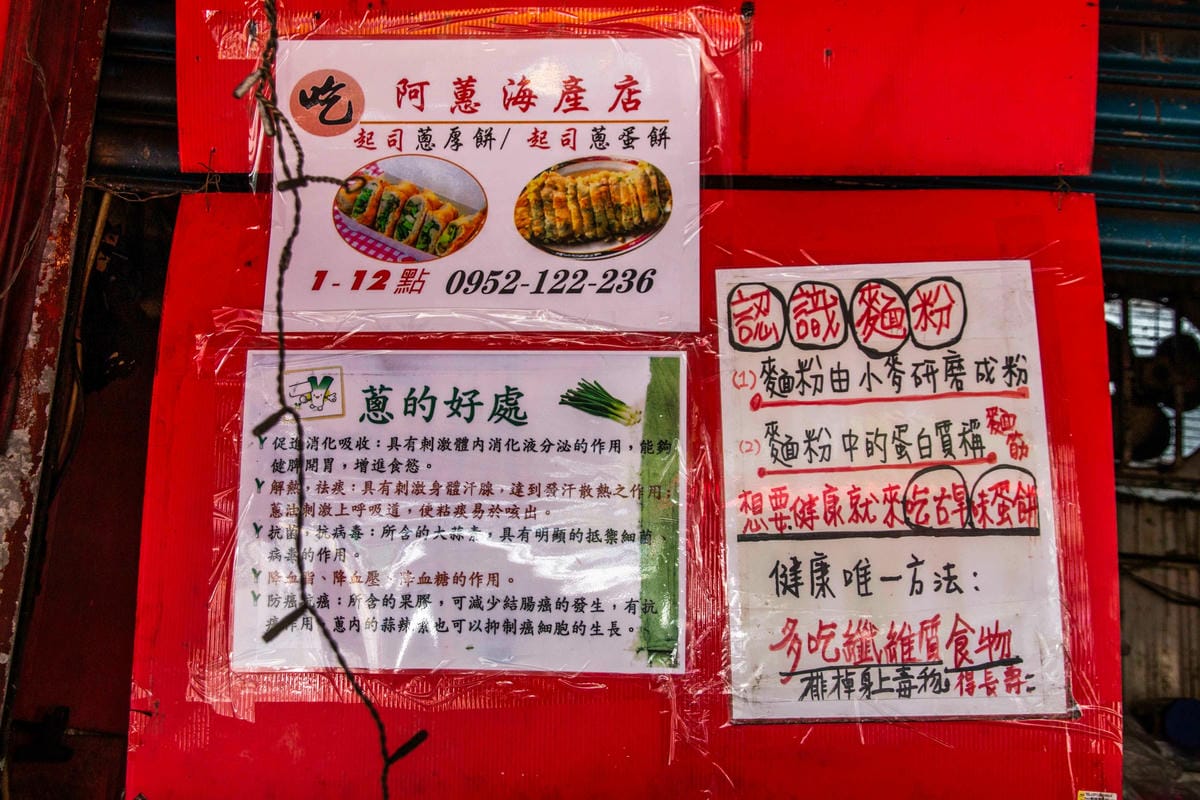 吃 阿蔥海產店
起司蔥厚餅/ 起司蔥蛋餅
1-12點 0952-122-236
蔥的好處
促進消化吸收：具有刺激體內消化液分泌的作用，能夠
健脾開胃，增進食慾。
解熱，祛痰：具有刺激身體汗腺，達到發汗散熱之作用；
蔥油刺激上呼吸道，使粘痰易於咳出。
抗菌，抗病毒：所含的大蒜素，具有明顯的抵禦細菌、
病毒的作用。
降血脂、降血壓、降血糖的作用。
防癌抗癌：所含的果膠，可減少結腸癌的發生，有抗
癌作用，蔥內的蒜辣素也可以抑制癌細胞的生長。
認識麵粉
(1)麵粉由小麥研磨成粉
(2)麵粉中的蛋白質稱麵筋
想要健康就來吃古早味蛋餅
健康唯一方法：
多吃纖維質食物
排掉身上毒物 得長壽